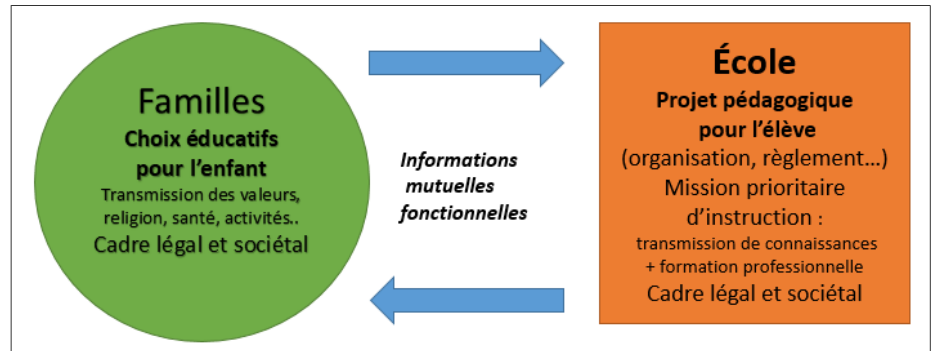 Familles
Choix éducatifs
pour l'enfant
Transmission des valeurs,
religion, santé, activités..
Cadre légal et sociétal
Informations
mutuelles
fonctionnelles
École
Projet pédagogique
pour l'élève
(organisation, règlement...)
Mission prioritaire
d'instruction :
transmission de connaissances
+ formation professionnelle
Cadre légal et sociétal